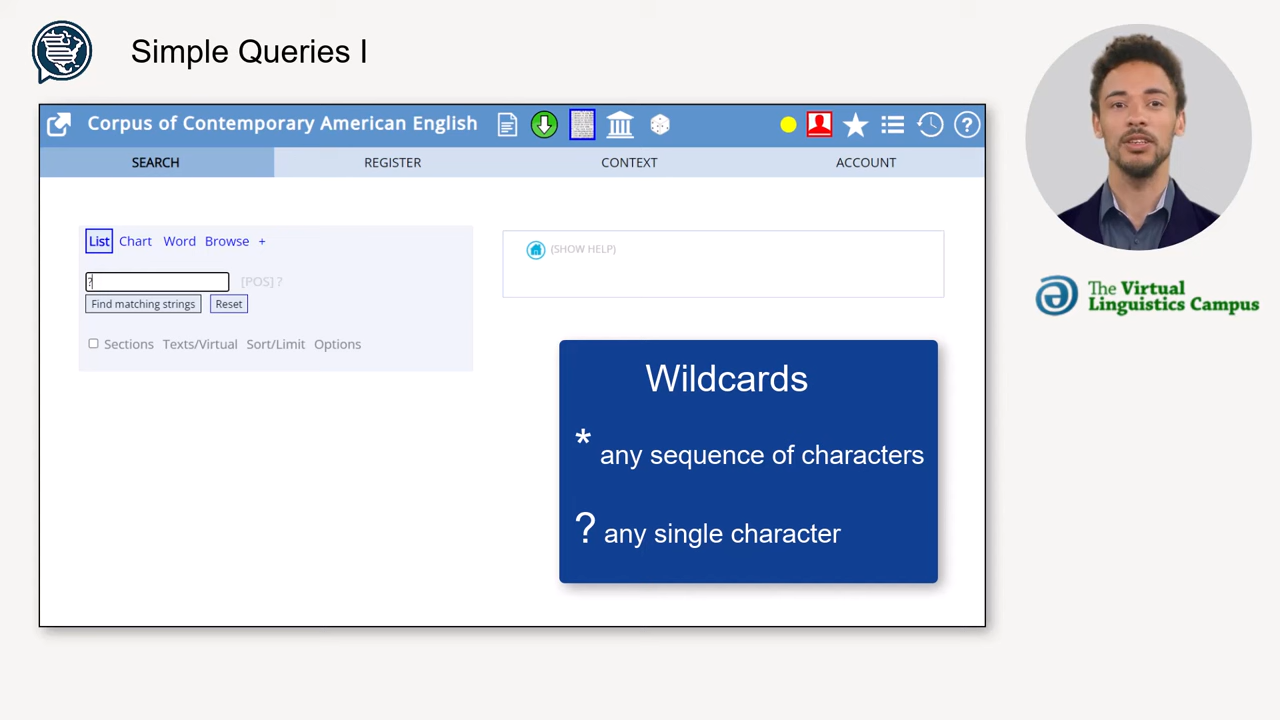 Simple Queries I
Corpus of Contemporary American English
SEARCH REGISTER CONTEXT ACCOUNT
List Chart Word Browse +
? [POS] ?
Find matching strings Reset
Sections Texts/Virtual Sort/Limit Options
(SHOW HELP)
Wildcards
* any sequence of characters
? any single character
The Virtual
Linguistics Campus